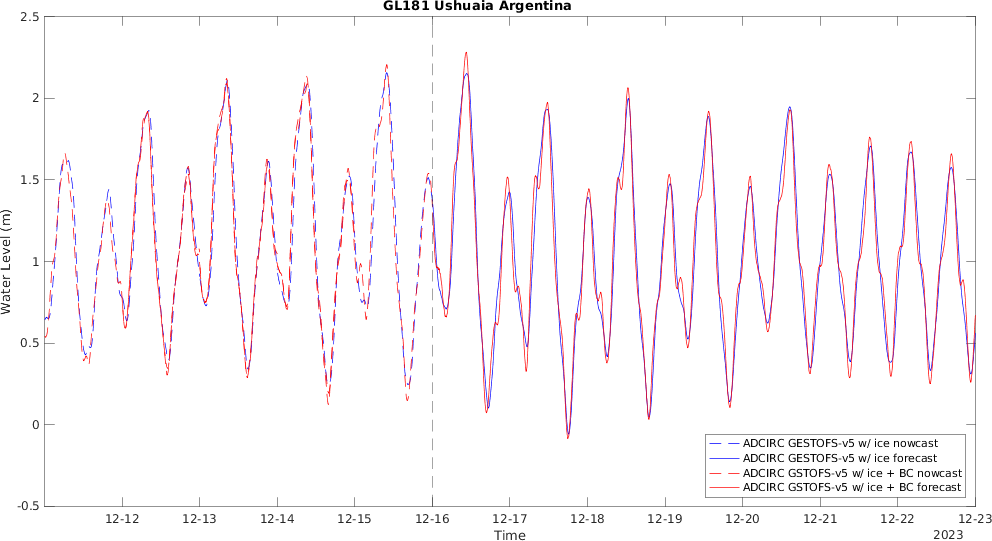 GL181 Ushuaia Argentina
2.5
2
1.5
1
0.5
0
-0.5
Water Level (m)
12-12 12-13 12-14 12-15 12-16 12-17 12-18 12-19 12-20 12-21 12-22 12-23
Time
2023
ADCIRC GESTOFS-v5 w/ ice nowcast
ADCIRC GESTOFS-v5 w/ ice forecast
ADCIRC GSTOFS-v5 w/ ice + BC nowcast
ADCIRC GSTOFS-v5 w/ ice + BC forecast